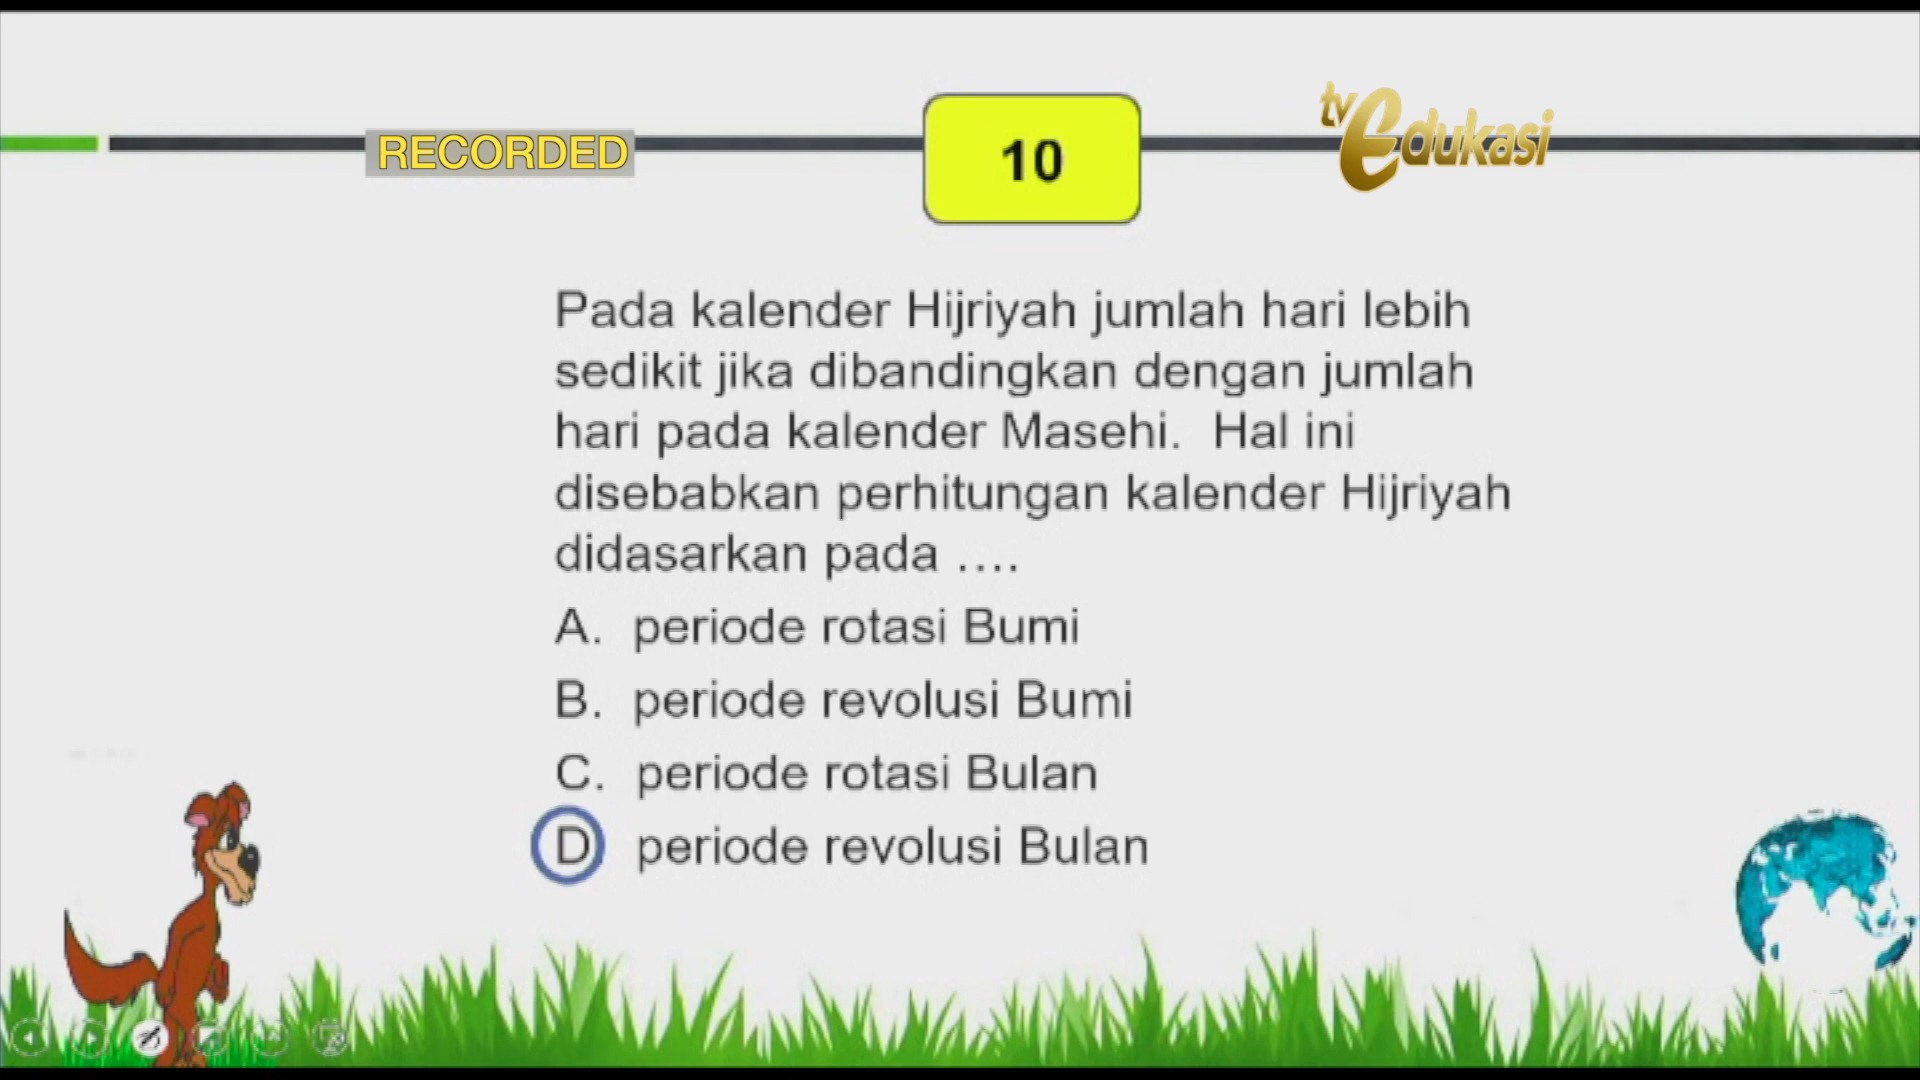 RECORDED
10
tv Edukasi
Pada kalender Hijriyah jumlah hari lebih
sedikit jika dibandingkan dengan jumlah
hari pada kalender Masehi. Hal ini
disebabkan perhitungan kalender Hijriyah
didasarkan pada ....
A. periode rotasi Bumi
B. periode revolusi Bumi
C. periode rotasi Bulan
D periode revolusi Bulan